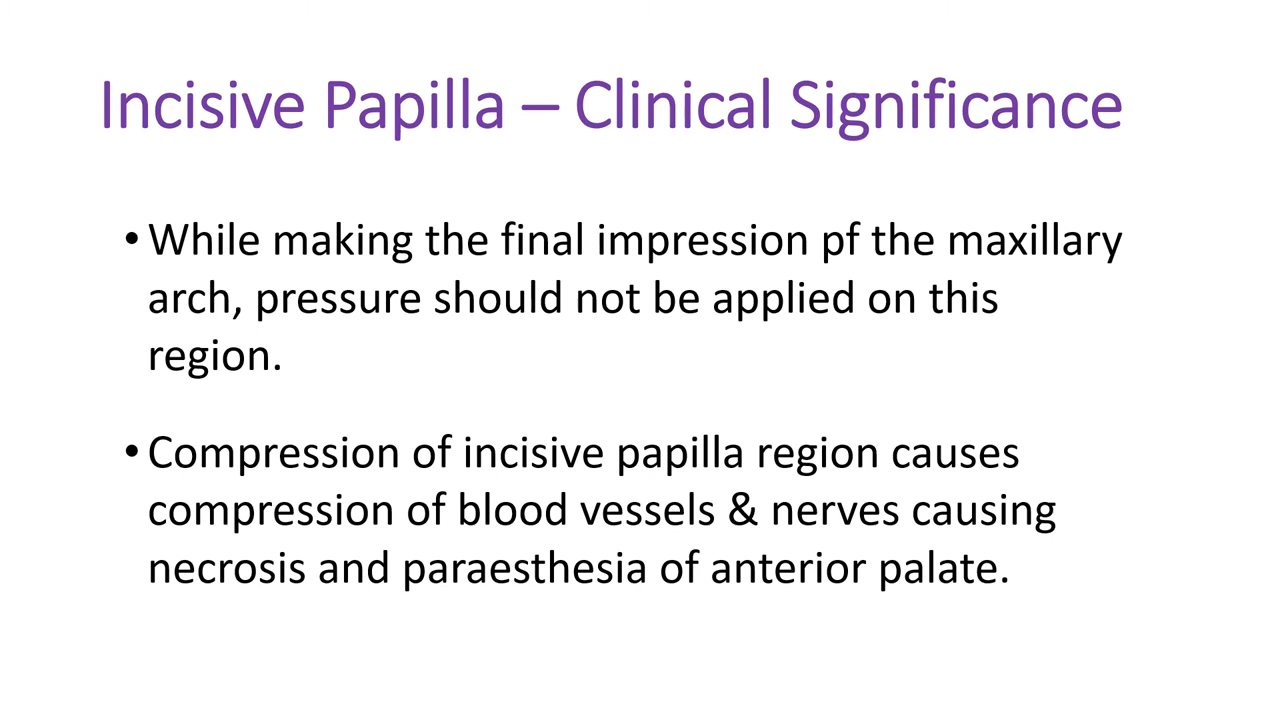 Incisive Papilla – Clinical Significance
• While making the final impression pf the maxillary
arch, pressure should not be applied on this
region.
• Compression of incisive papilla region causes
compression of blood vessels & nerves causing
necrosis and paraesthesia of anterior palate.